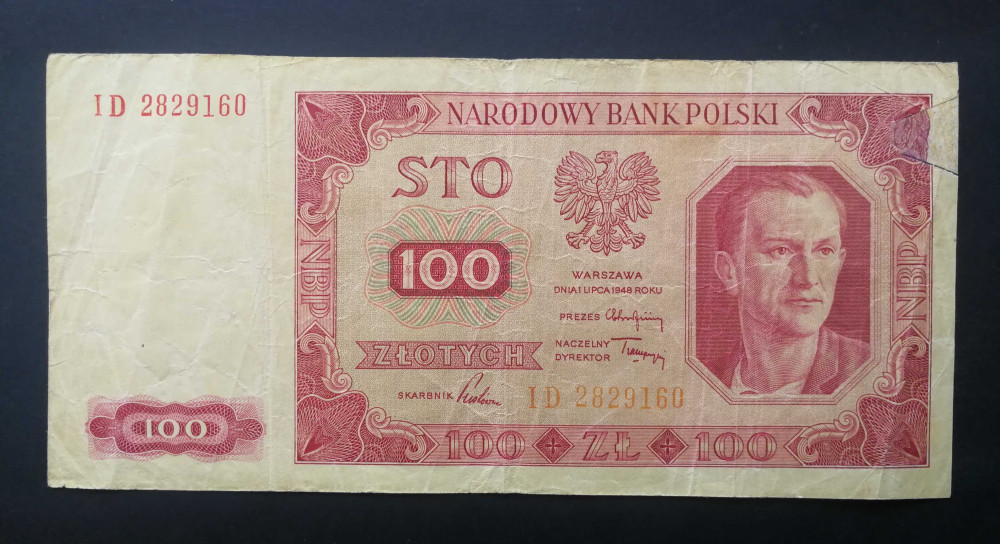 ID 2829160
NARODOWY BANK POLSKI
STO
NBP
100
WARSZAWA
DNIA 1 LIPCA 1948 ROKU
PREZES
NACZELNY
DYREKTOR
ZŁOTYCH
SKARBNIK
ID 2829160
NBP
100
100 ZŁ 100